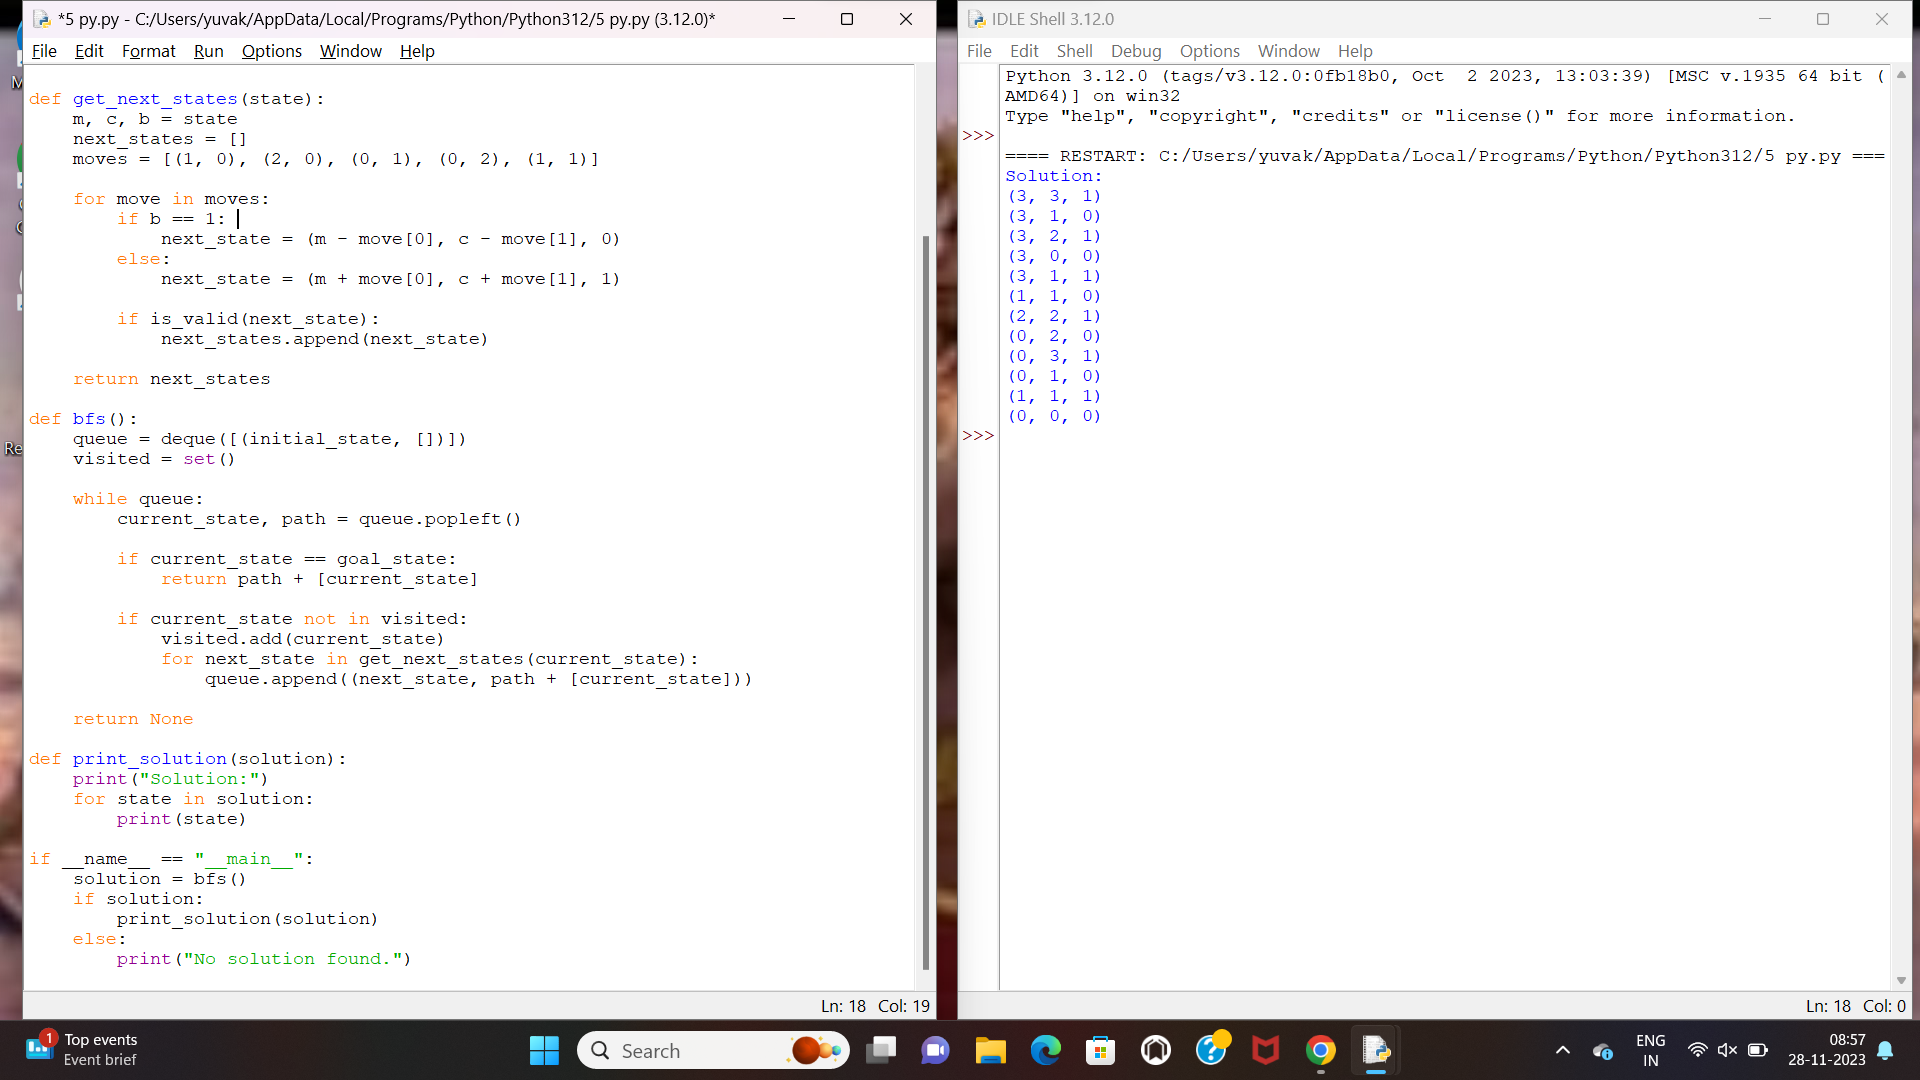 *5 py.py - C:/Users/yuvak/AppData/Local/Programs/Python/Python312/5 py.py (3.12.0)*
File Edit Format Run Options Window Help
def get_next_states(state):
    m, c, b = state
    next_states = []
    moves = [(1, 0), (2, 0), (0, 1), (0, 2), (1, 1)]
    for move in moves:
        if b == 1:
            next_state = (m - move[0], c - move[1], 0)
        else:
            next_state = (m + move[0], c + move[1], 1)
        if is_valid(next_state):
            next_states.append(next_state)
    return next_states
def bfs():
    queue = deque([(initial_state, [])])
    visited = set()
    while queue:
        current_state, path = queue.popleft()
        if current_state == goal_state:
            return path + [current_state]
        if current_state not in visited:
            visited.add(current_state)
            for next_state in get_next_states(current_state):
                queue.append((next_state, path + [current_state]))
    return None
def print_solution(solution):
    print("Solution:")
    for state in solution:
        print(state)
if __name__ == "__main__":
    solution = bfs()
    if solution:
        print_solution(solution)
    else:
        print("No solution found.")
Ln: 18 Col: 19
IDLE Shell 3.12.0
File Edit Shell Debug Options Window Help
Python 3.12.0 (tags/v3.12.0:0fb18b0, Oct  2 2023, 13:03:39) [MSC v.1935 64 bit (
AMD64)] on win32
Type "help", "copyright", "credits" or "license()" for more information.
>>>
==== RESTART: C:/Users/yuvak/AppData/Local/Programs/Python/Python312/5 py.py ===
Solution:
(3, 3, 1)
(3, 1, 0)
(3, 2, 1)
(3, 0, 0)
(3, 1, 1)
(1, 1, 0)
(2, 2, 1)
(0, 2, 0)
(0, 3, 1)
(0, 1, 0)
(1, 1, 1)
(0, 0, 0)
>>>
Ln: 18 Col: 0
Re
1
Top events
Event brief
Search
ENG
IN
08:57
28-11-2023